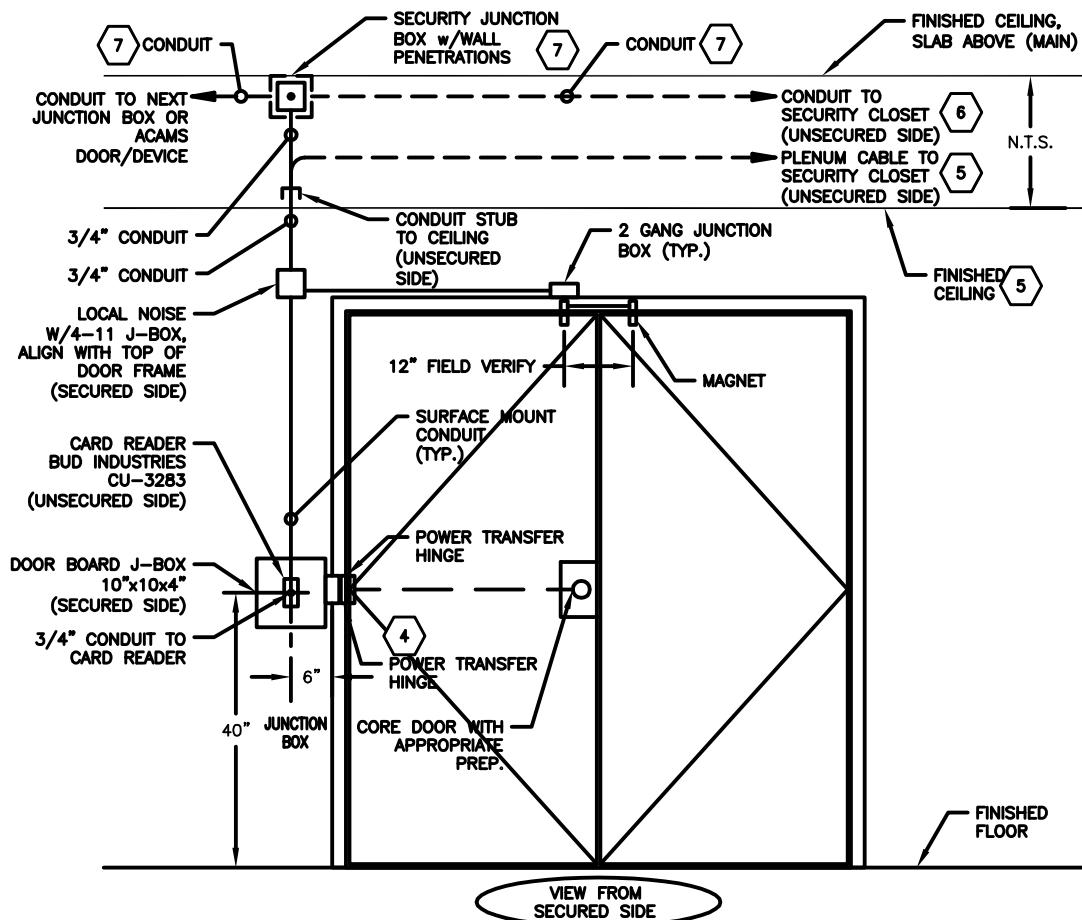 SECURITY JUNCTION
BOX w/WALL
PENETRATIONS
7
7 CONDUIT
CONDUIT 7
FINISHED CEILING,
SLAB ABOVE (MAIN)
CONDUIT TO NEXT
JUNCTION BOX OR
ACAMS
DOOR/DEVICE
CONDUIT TO
SECURITY CLOSET
(UNSECURED SIDE)
6
N.T.S.
PLENUM CABLE TO
SECURITY CLOSET
(UNSECURED SIDE)
5
3/4" CONDUIT
3/4" CONDUIT
CONDUIT STUB
TO CEILING
(UNSECURED
SIDE)
2 GANG JUNCTION
BOX (TYP.)
FINISHED
CEILING
5
LOCAL NOISE
W/4-11 J-BOX,
ALIGN WITH TOP OF
DOOR FRAME
(SECURED SIDE)
12" FIELD VERIFY
MAGNET
SURFACE MOUNT
CONDUIT
(TYP.)
CARD READER
BUD INDUSTRIES
CU-3283
(UNSECURED SIDE)
POWER TRANSFER
HINGE
DOOR BOARD J-BOX
10"x10x4"
(SECURED SIDE)
3/4" CONDUIT TO
CARD READER
4
POWER TRANSFER
HINGE
6"
40"
JUNCTION
BOX
CORE DOOR WITH
APPROPRIATE
PREP.
FINISHED
FLOOR
VIEW FROM
SECURED SIDE